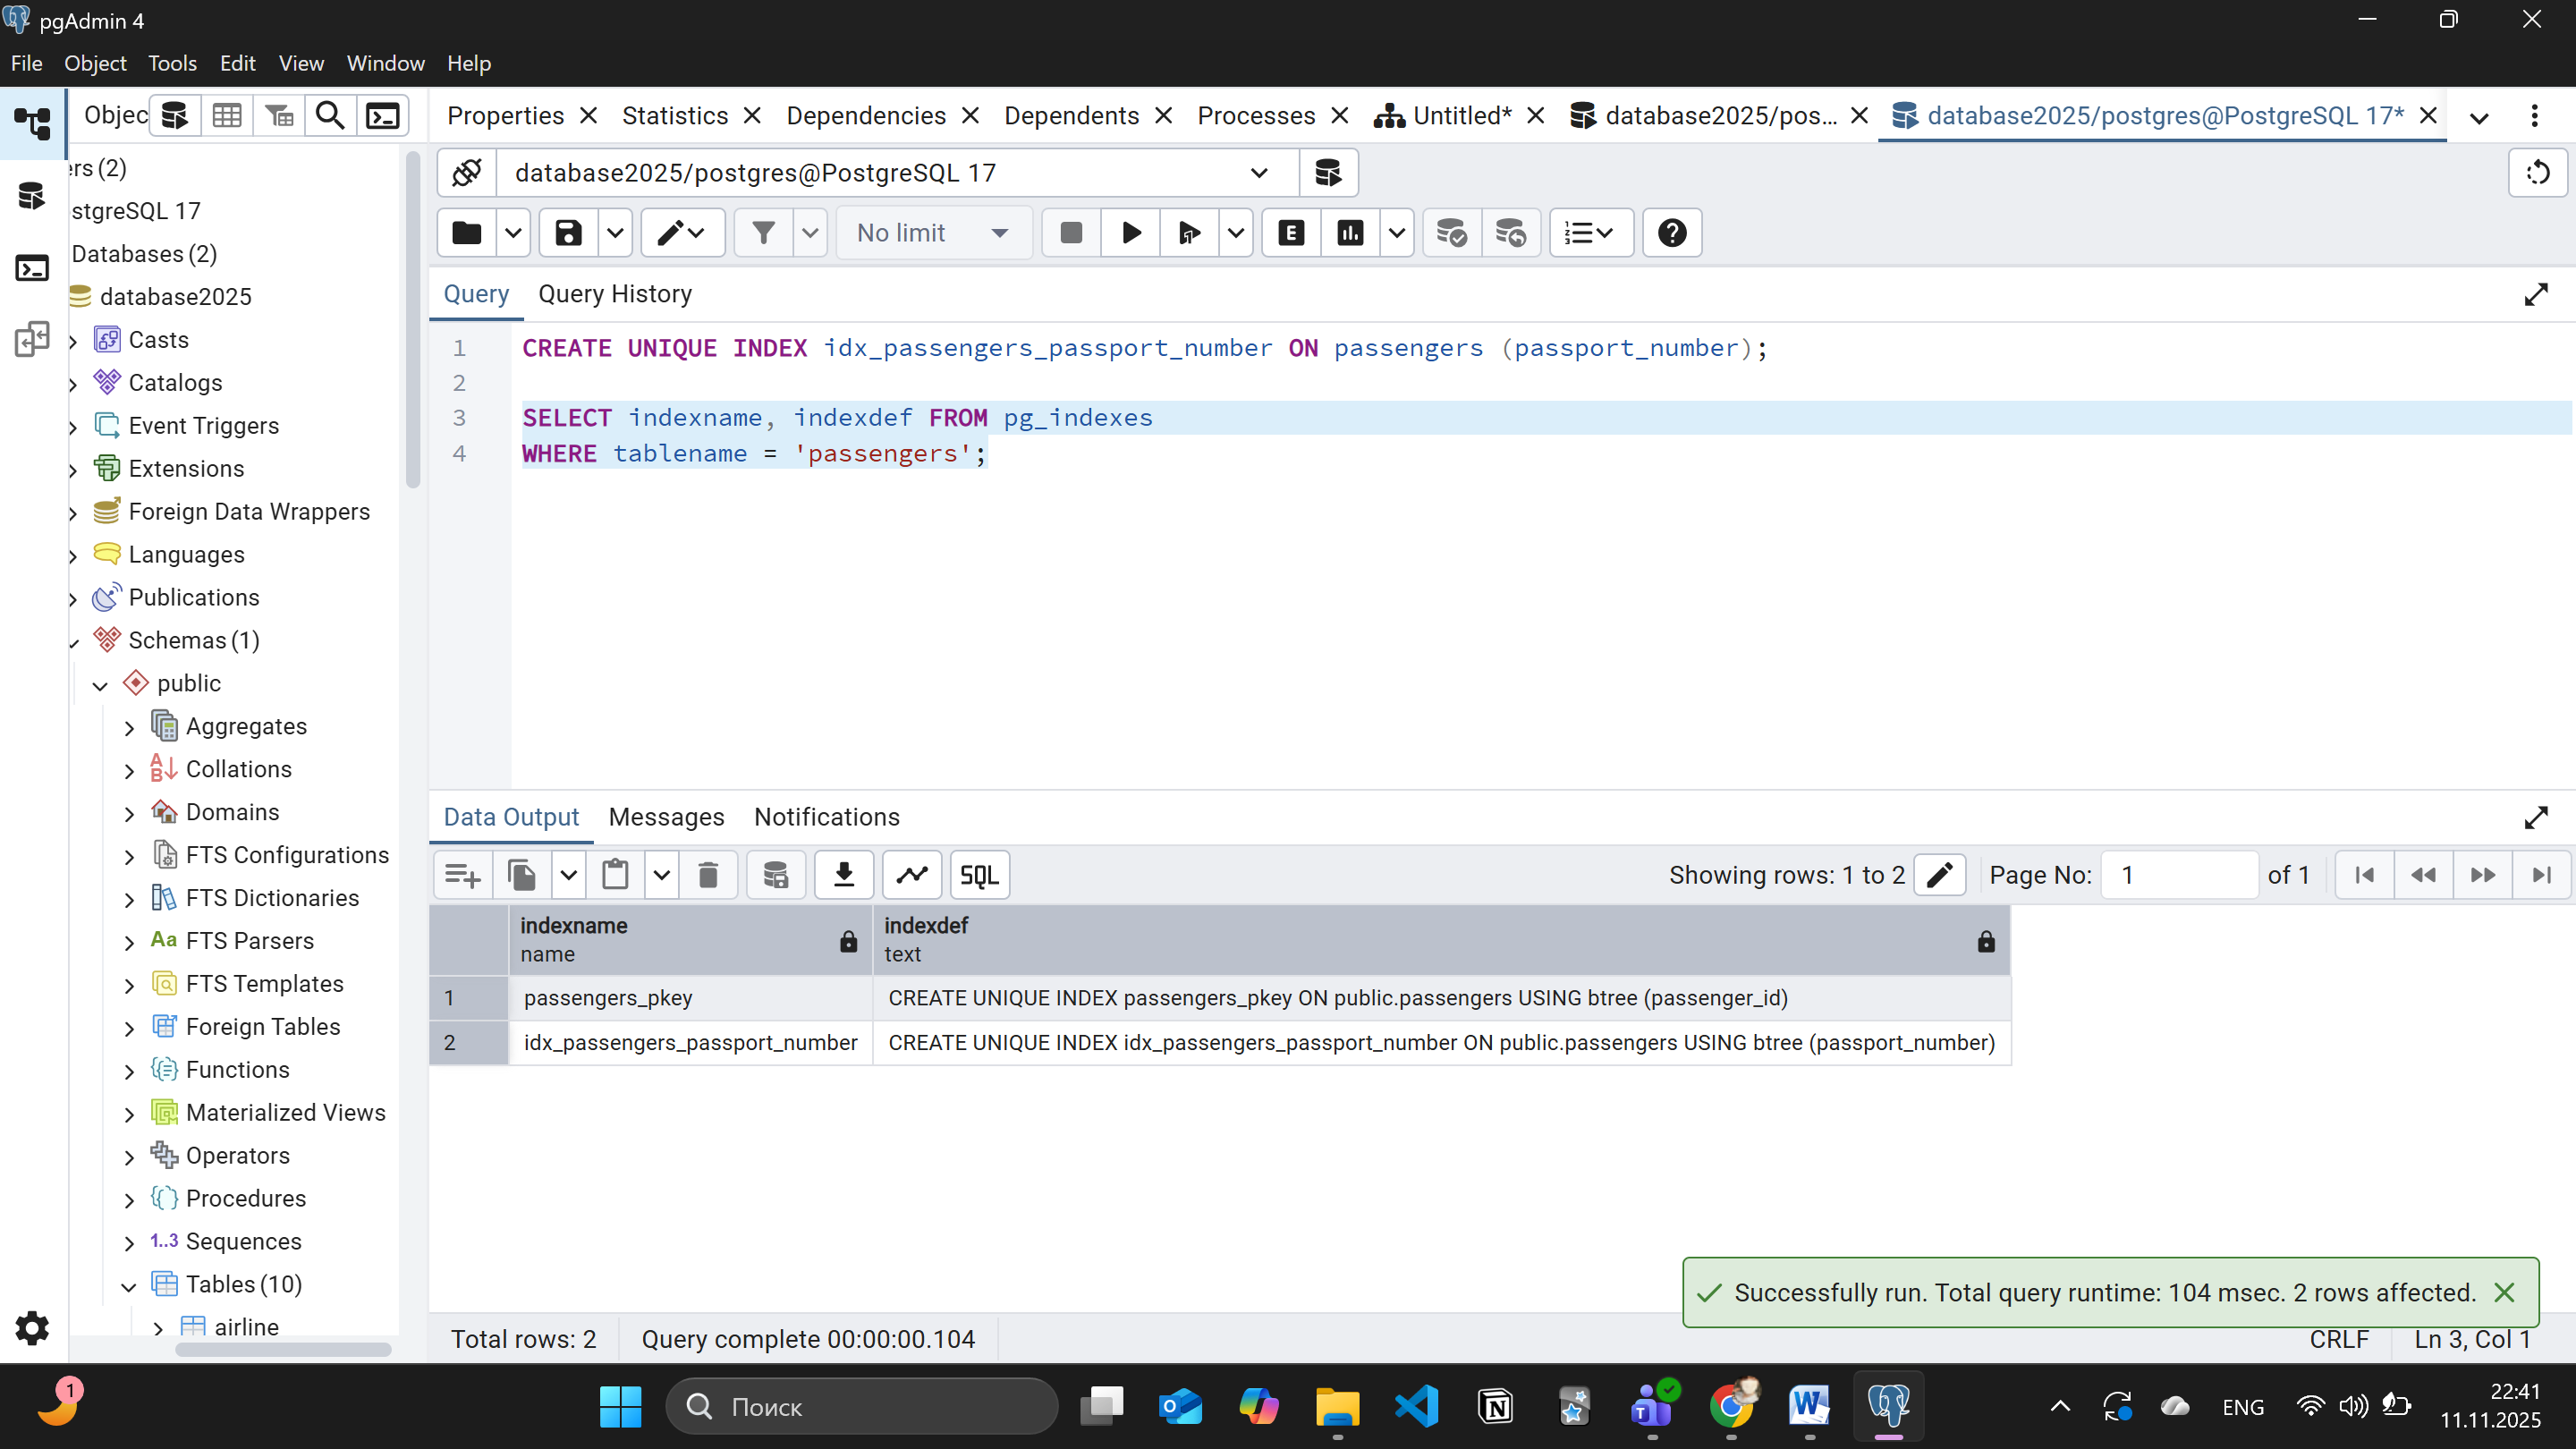 pgAdmin 4
File Object Tools Edit View Window Help
Objec
Properties Statistics Dependencies Dependents Processes Untitled* database2025/pos... database2025/postgres@PostgreSQL 17*
ers (2)
stgreSQL 17
Databases (2)
database2025
Casts
Catalogs
Event Triggers
Extensions
Foreign Data Wrappers
Languages
Publications
Schemas (1)
public
Aggregates
Collations
Domains
FTS Configurations
FTS Dictionaries
Aa FTS Parsers
FTS Templates
Foreign Tables
Functions
Materialized Views
Operators
Procedures
1..3 Sequences
Tables (10)
airline
database2025/postgres@PostgreSQL 17
No limit
E
Query Query History
1 CREATE UNIQUE INDEX idx_passengers_passport_number ON passengers (passport_number);
2
3 SELECT indexname, indexdef FROM pg_indexes
4 WHERE tablename = 'passengers';
Data Output Messages Notifications
SQL Showing rows: 1 to 2 Page No: 1 of 1
indexname indexdef
name text
1 passengers_pkey CREATE UNIQUE INDEX passengers_pkey ON public.passengers USING btree (passenger_id)
2 idx_passengers_passport_number CREATE UNIQUE INDEX idx_passengers_passport_number ON public.passengers USING btree (passport_number)
Successfully run. Total query runtime: 104 msec. 2 rows affected.
Total rows: 2 Query complete 00:00:00.104 CRLF Ln 3, Col 1
1 Поиск ENG 22:41
11.11.2025